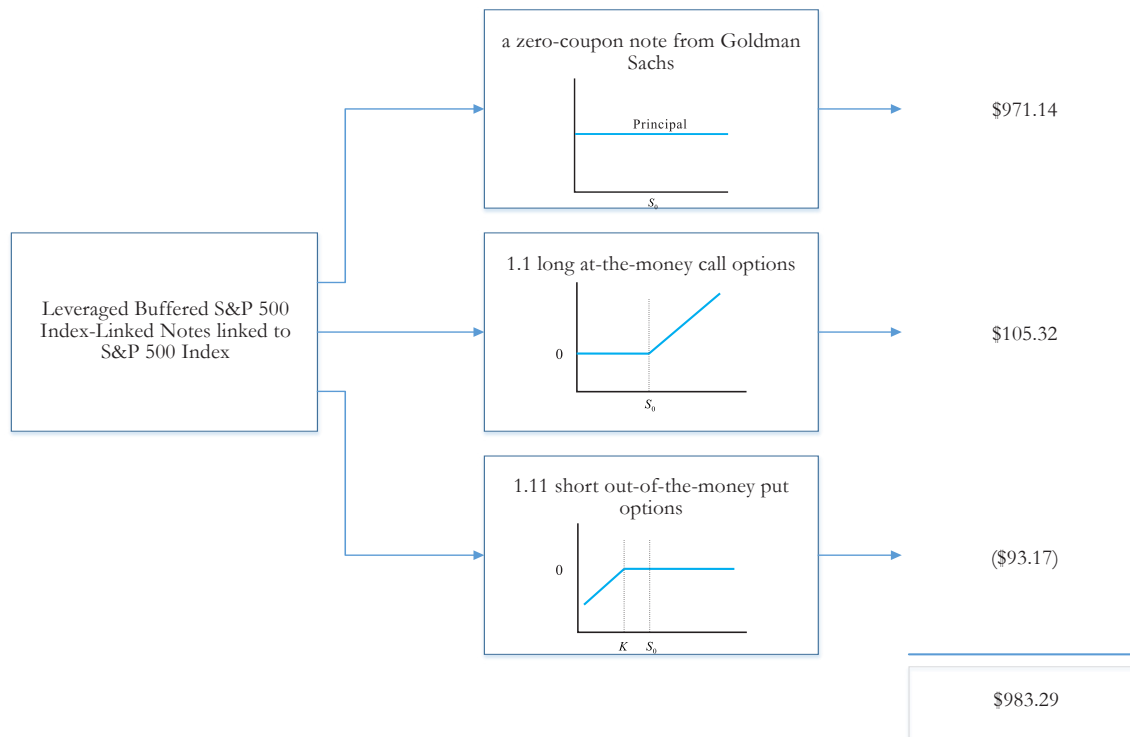 a zero-coupon note from Goldman
Sachs
Principal
S₀
$971.14
Leveraged Buffered S&P 500
Index-Linked Notes linked to
S&P 500 Index
1.1 long at-the-money call options
0
S₀
$105.32
1.11 short out-of-the-money put
options
0
K S₀
($93.17)
$983.29